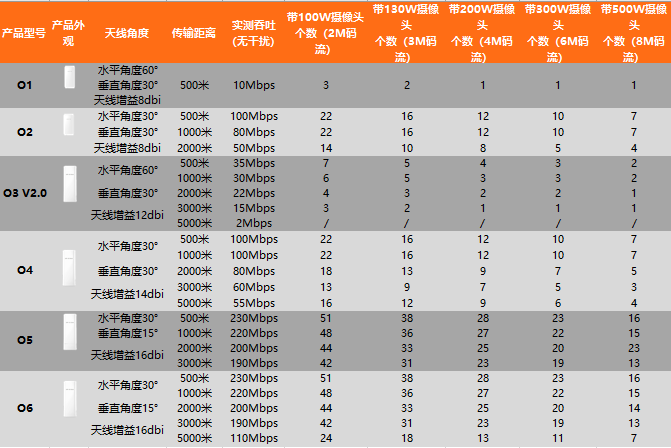 产品型号 产品外观 天线角度 传输距离 实测吞吐(无干扰) 带100W摄像头个数（2M码流） 带130W摄像头个数（3M码流） 带200W摄像头个数（4M码流） 带300W摄像头个数（6M码流） 带500W摄像头个数（8M码流）
O1 水平角度60° 垂直角度30° 天线增益8dbi 500米 10Mbps 3 2 1 1 1
O2 水平角度30° 垂直角度30° 天线增益8dbi
500米 100Mbps 22 16 12 10 7
1000米 80Mbps 22 16 12 10 7
2000米 50Mbps 14 10 8 5 4
O3 V2.0 水平角度60° 垂直角度30° 天线增益12dbi
500米 35Mbps 7 5 4 3 2
1000米 30Mbps 6 5 3 3 2
2000米 22Mbps 4 3 2 2 1
3000米 15Mbps 3 2 1 1 1
5000米 2Mbps / / / / /
O4 水平角度30° 垂直角度30° 天线增益14dbi
500米 100Mbps 22 16 12 10 7
1000米 100Mbps 22 16 12 10 7
2000米 80Mbps 18 13 9 7 5
3000米 60Mbps 13 9 7 5 3
5000米 55Mbps 16 12 9 6 4
O5 水平角度30° 垂直角度15° 天线增益16dbi
500米 230Mbps 51 38 28 23 16
1000米 220Mbps 48 36 27 22 15
2000米 200Mbps 44 33 25 20 23
3000米 190Mbps 42 31 23 19 13
O6 水平角度30° 垂直角度15° 天线增益16dbi
500米 230Mbps 51 38 28 23 16
1000米 220Mbps 48 36 27 22 15
2000米 200Mbps 44 33 25 20 14
3000米 190Mbps 42 31 23 19 13
5000米 110Mbps 24 18 13 11 7